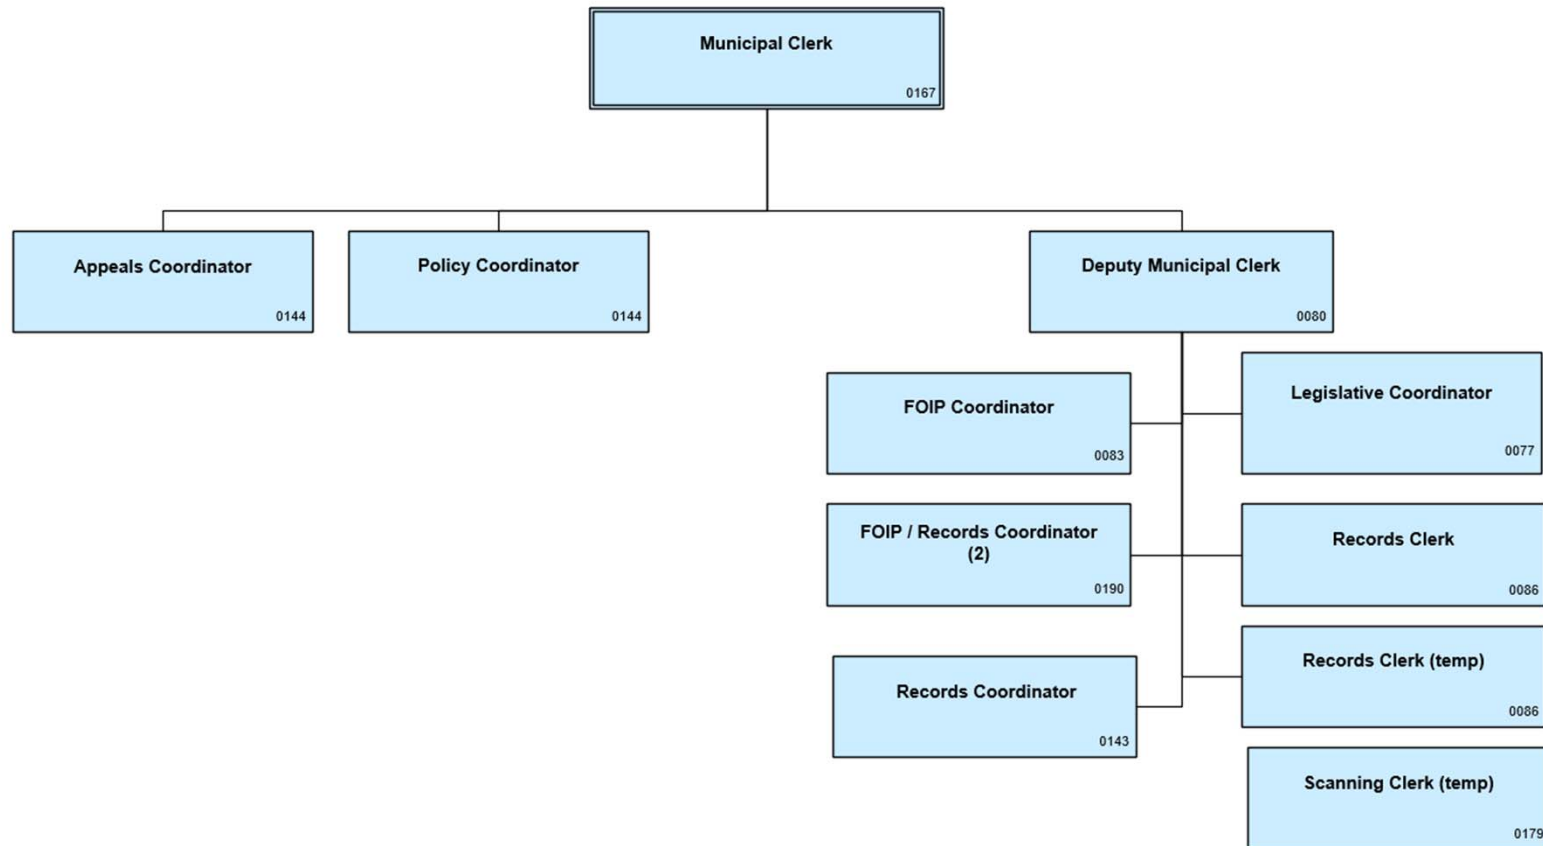 Municipal Clerk
0167
Appeals Coordinator
0144
Policy Coordinator
0144
Deputy Municipal Clerk
0080
FOIP Coordinator
0083
Legislative Coordinator
0077
FOIP / Records Coordinator
(2)
0190
Records Clerk
0086
Records Coordinator
0143
Records Clerk (temp)
0086
Scanning Clerk (temp)
0179